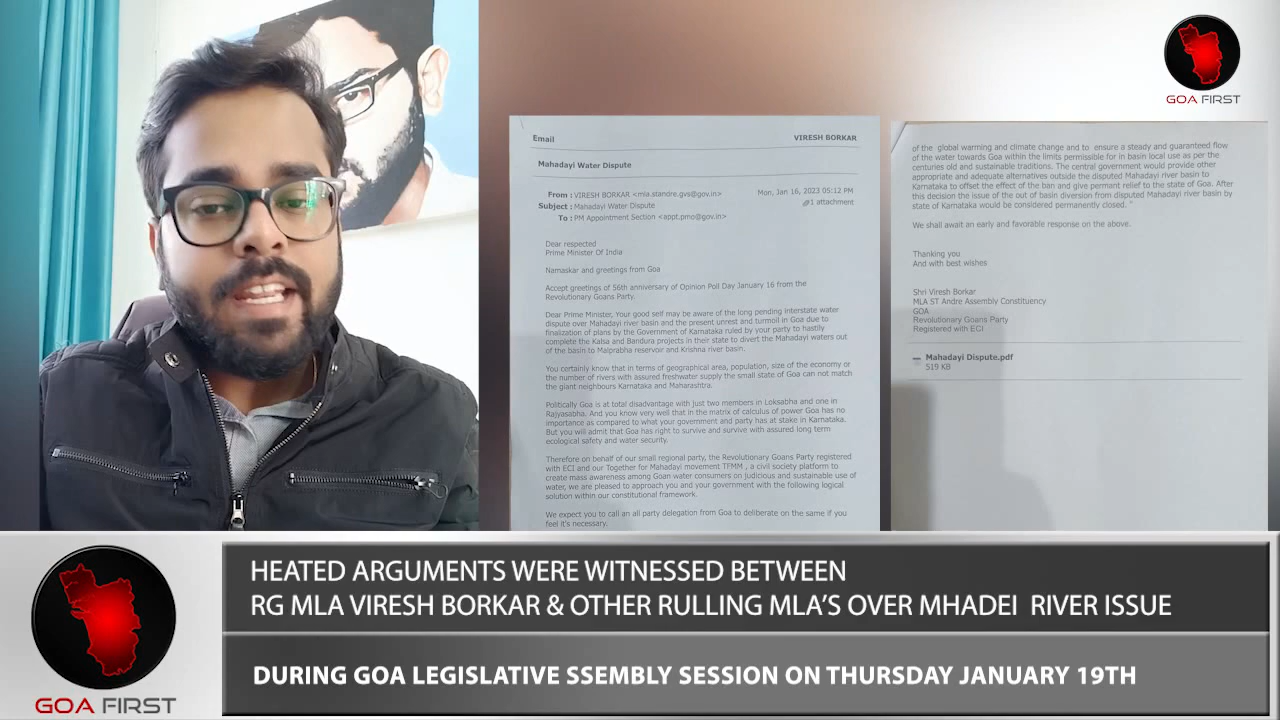 GOA FIRST
Email
VIRESH BORKAR
Mahadayi Water Dispute
From : VIRESH BORKAR <mla.standre.gvs@gov.in>
Mon, Jan 16, 2023 05:12 PM
Subject : Mahadayi Water Dispute
1 attachment
To : PM Appointment Section <appt.pmo@gov.in>
Dear respected
Prime Minister Of India
Namaskar and greetings from Goa
Accept greetings of 56th anniversary of Opinion Poll Day January 16 from the
Revolutionary Goans Party.
Dear Prime Minister, Your good self may be aware of the long pending interstate water
dispute over Mahadayi river basin and the present unrest and turmoil in Goa due to
finalization of plans by the Government of Karnataka ruled by your party to hastily
complete the Kalsa and Bandura projects in their state to divert the Mahadayi waters out
of the basin to Malprabha reservoir and Krishna river basin.
You certainly know that in terms of geographical area, population, size of the economy or
the number of rivers with assured freshwater supply the small state of Goa can not match
the giant neighbours Karnataka and Maharashtra.
Politically Goa is at total disadvantage with just two members in Loksabha and one in
Rajyasabha. And you know very well that in the matrix of calculus of power Goa has no
importance as compared to what your government and party has at stake in Karnataka.
But you will admit that Goa has right to survive and survive with assured long term
ecological safety and water security.
Therefore on behalf of our small regional party, the Revolutionary Goans Party registered
with ECI and our Together for Mahadayi movement TFMM , a civil society platform to
create mass awareness among Goan water consumers on judicious and sustainable use of
water, we are pleased to approach you and your government with the following logical
solution within our constitutional framework.
We expect you to call an all party delegation from Goa to deliberate on the same if you
feel it's necessary.
of the global warming and climate change and to ensure a steady and guaranteed flow
of the water towards Goa within the limits permissible for in basin local use as per the
centuries old and sustainable traditions. The central government would provide other
appropriate and adequate alternatives outside the disputed Mahadayi river basin to
Karnataka to offset the effect of the ban and give permant relief to the state of Goa. After
this decision the issue of the out of basin diversion from disputed Mahadayi river basin by
state of Karnataka would be considered permanently closed. "
We shall await an early and favorable response on the above.
Thanking you
And with best wishes
Shri Viresh Borkar
MLA ST Andre Assembly Constituency
GOA
Revolutionary Goans Party
Registered with ECI
Mahadayi Dispute.pdf
519 KB
HEATED ARGUMENTS WERE WITNESSED BETWEEN
RG MLA VIRESH BORKAR & OTHER RULLING MLA'S OVER MHADEI RIVER ISSUE
DURING GOA LEGISLATIVE SSEMBLY SESSION ON THURSDAY JANUARY 19TH
GOA FIRST